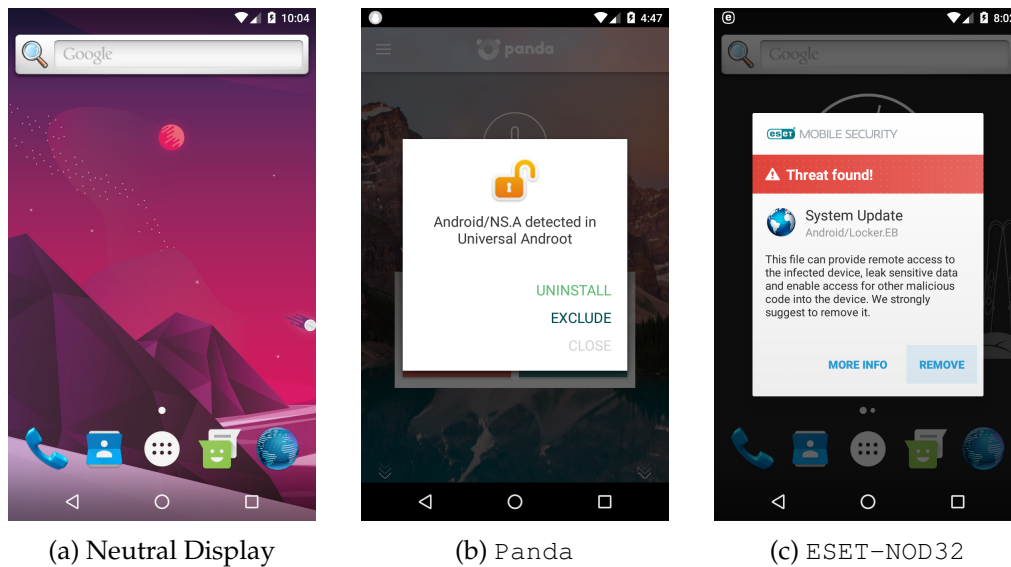 10:04
Google
(a) Neutral Display
4:47
panda
Android/NS.A detected in
Universal Androot
UNINSTALL
EXCLUDE
CLOSE
(b) Panda
e
8:02
Google
eseT MOBILE SECURITY
Threat found!
System Update
Android/Locker.EB
This file can provide remote access to
the infected device, leak sensitive data
and enable access for other malicious
code into the device. We strongly
suggest to remove it.
MORE INFO REMOVE
(c) ESET-NOD32